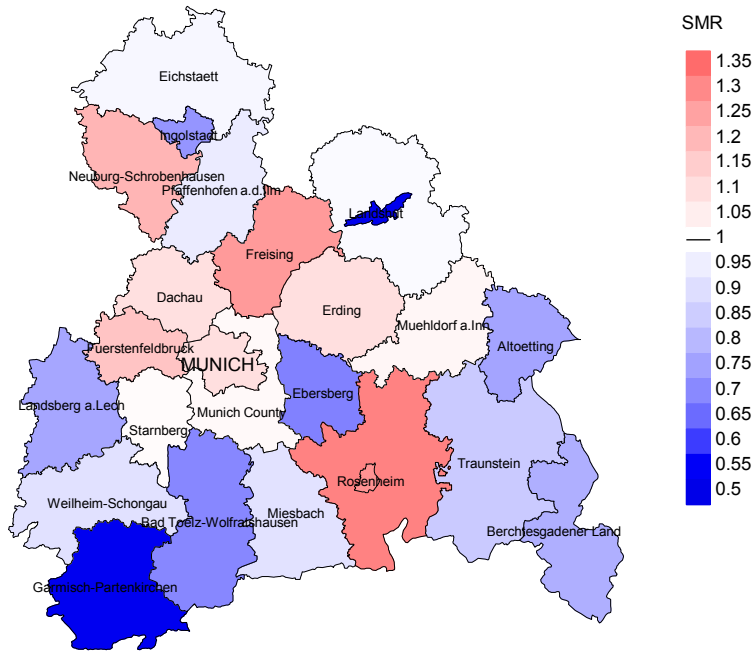 SMR
1.35
1.3
1.25
1.2
1.15
1.1
1.05
1
0.95
0.9
0.85
0.8
0.75
0.7
0.65
0.6
0.55
0.5
Eichstaett
Ingolstadt
Neuburg-Schrobenhausen
Pfaffenhofen a.d.Ilm
Landshut
Freising
Dachau
Erding
Muehldorf a.Inn
Altoetting
Fuerstenfeldbruck
MUNICH
Ebersberg
Landsberg a.Lech
Munich County
Starnberg
Traunstein
Rosenheim
Weilheim-Schongau
Miesbach
Bad Toelz-Wolfratshausen
Berchtesgadener Land
Garmisch-Partenkirchen